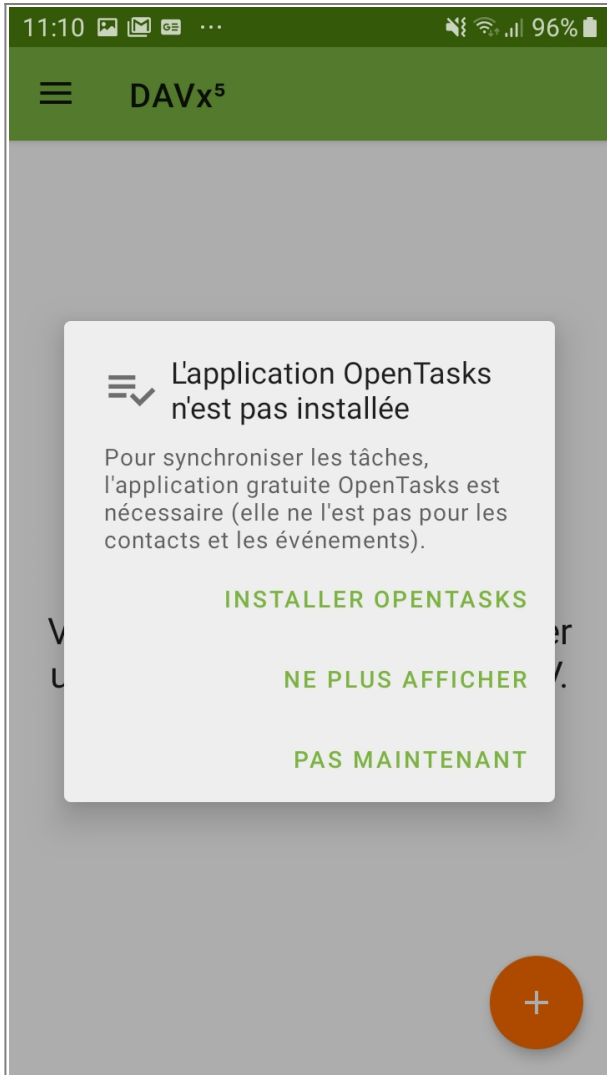 11:10 ... 96%
DAVx⁵
L'application OpenTasks
n'est pas installée
Pour synchroniser les tâches,
l'application gratuite OpenTasks est
nécessaire (elle ne l'est pas pour les
contacts et les événements).
INSTALLER OPENTASKS
NE PLUS AFFICHER
PAS MAINTENANT
+